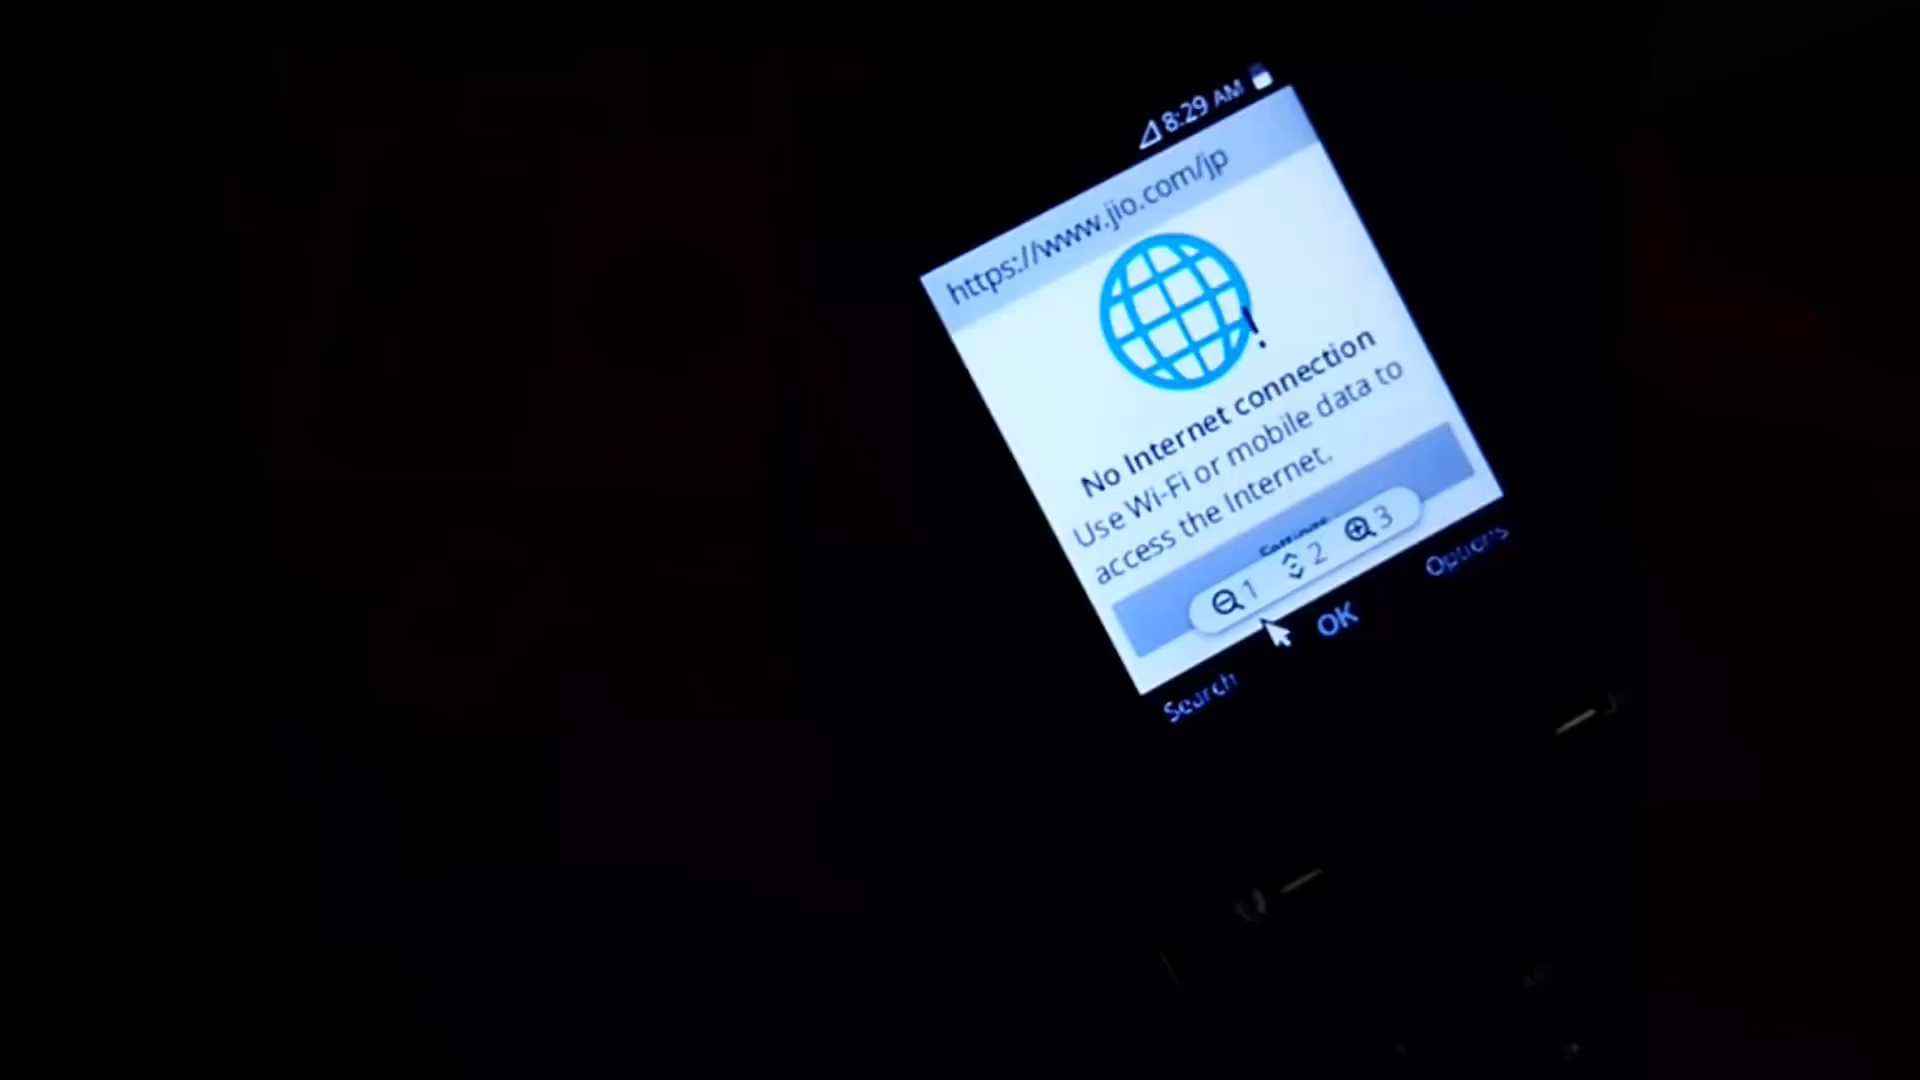 8:29 AM
https://www.jio.com/jp
!
No Internet connection
Use Wi-Fi or mobile data to
access the Internet.
Settings
1 2 3
Search OK Options